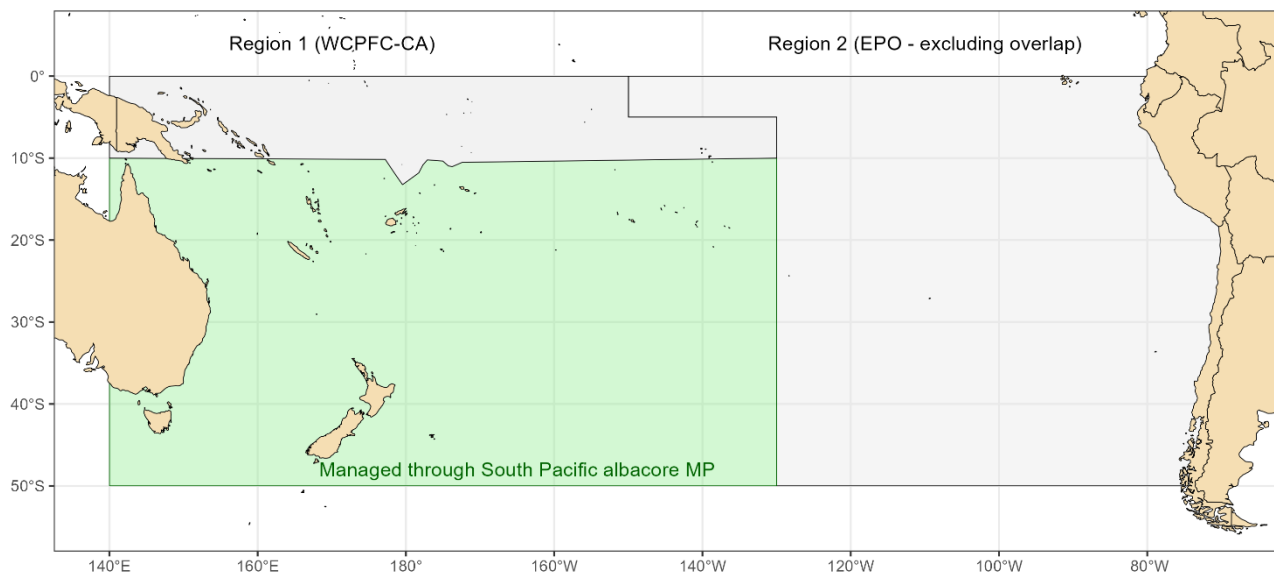 Region 1 (WCPFC-CA)
Region 2 (EPO - excluding overlap)
0°
10°S
20°S
30°S
40°S
50°S
Managed through South Pacific albacore MP
140°E
160°E
180°
160°W
140°W
120°W
100°W
80°W